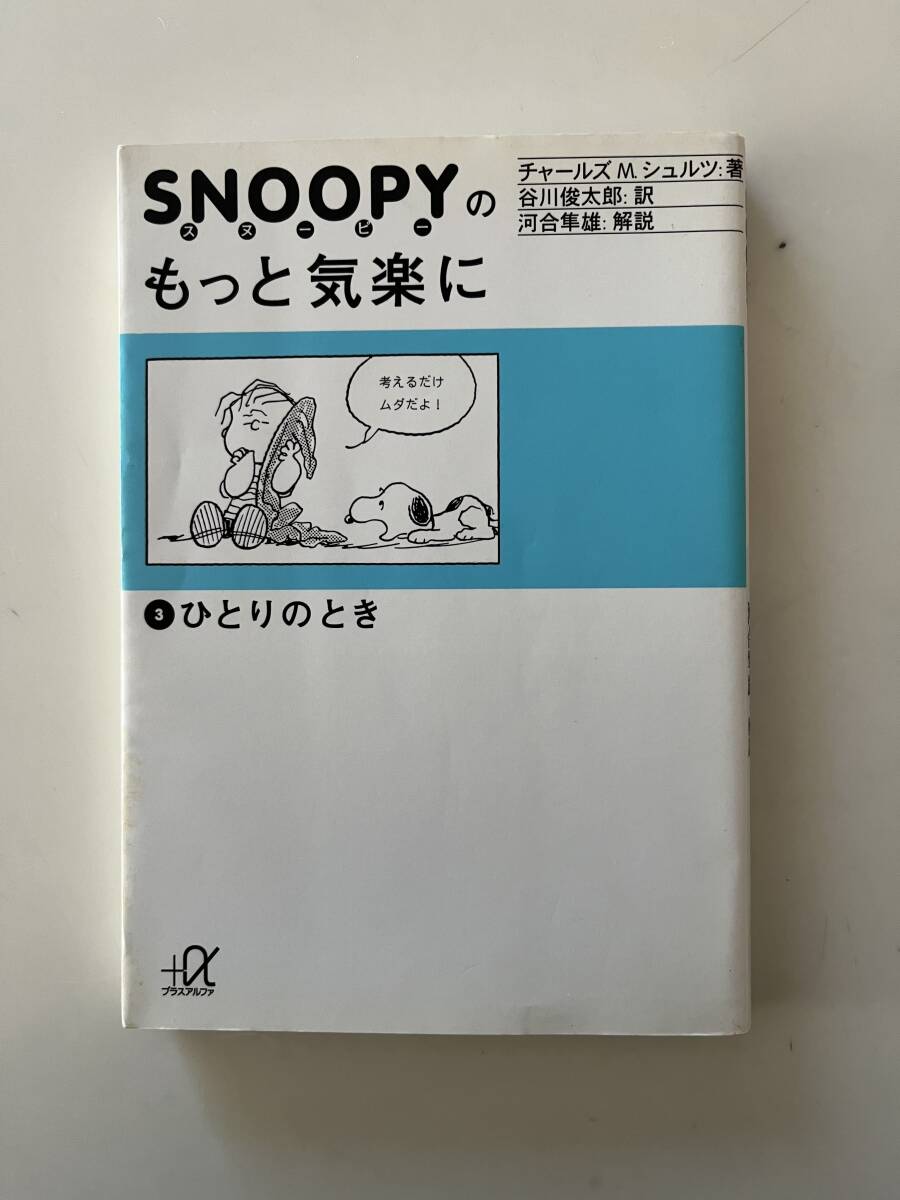 SNOOPYの
スヌーピー
もっと気楽に
チャールズ M. シュルツ: 著
谷川俊太郎: 訳
河合隼雄: 解説
考えるだけ
ムダだよ!
3 ひとりのとき
+α
プラスアルファ